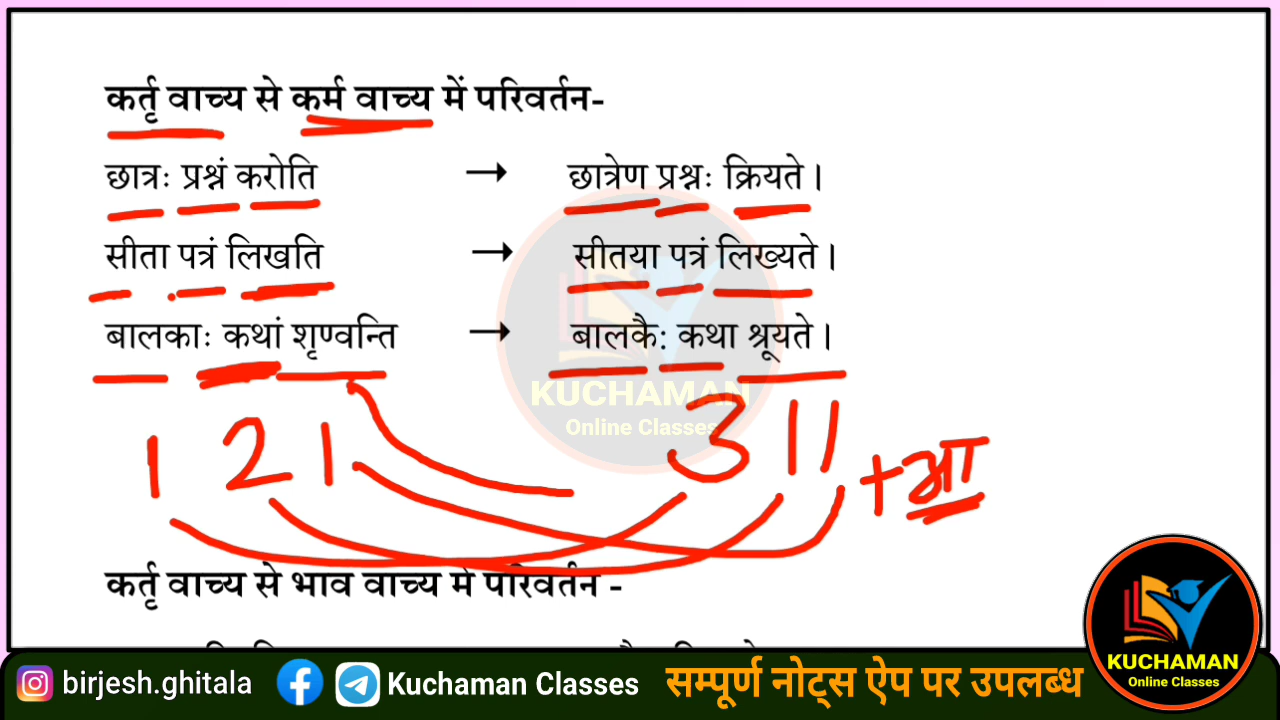 कर्तृ वाच्य से कर्म वाच्य में परिवर्तन-
छात्रः प्रश्नं करोति → छात्रेण प्रश्नः क्रियते।
सीता पत्रं लिखति → सीतया पत्रं लिख्यते।
बालकाः कथां शृण्वन्ति → बालकै: कथा श्रूयते।
KUCHAMAN
Online Classes
1 2 1 3 1 1
कर्तृ वाच्य से भाव वाच्य में परिवर्तन -
KUCHAMAN
Online Classes
birjesh.ghitala Kuchaman Classes सम्पूर्ण नोट्स ऐप पर उपलब्ध